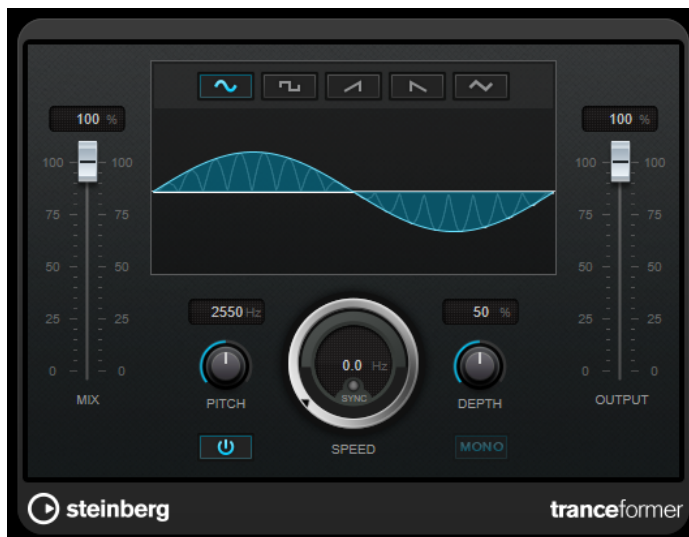 100 %
100 %
100 100
100 100
75 75
75 75
50 50
50 50
25 25
25 25
0 0
0 0
MIX
OUTPUT
2550 Hz
50 %
0.0 Hz
SYNC
PITCH
DEPTH
SPEED
MONO
steinberg
tranceformer